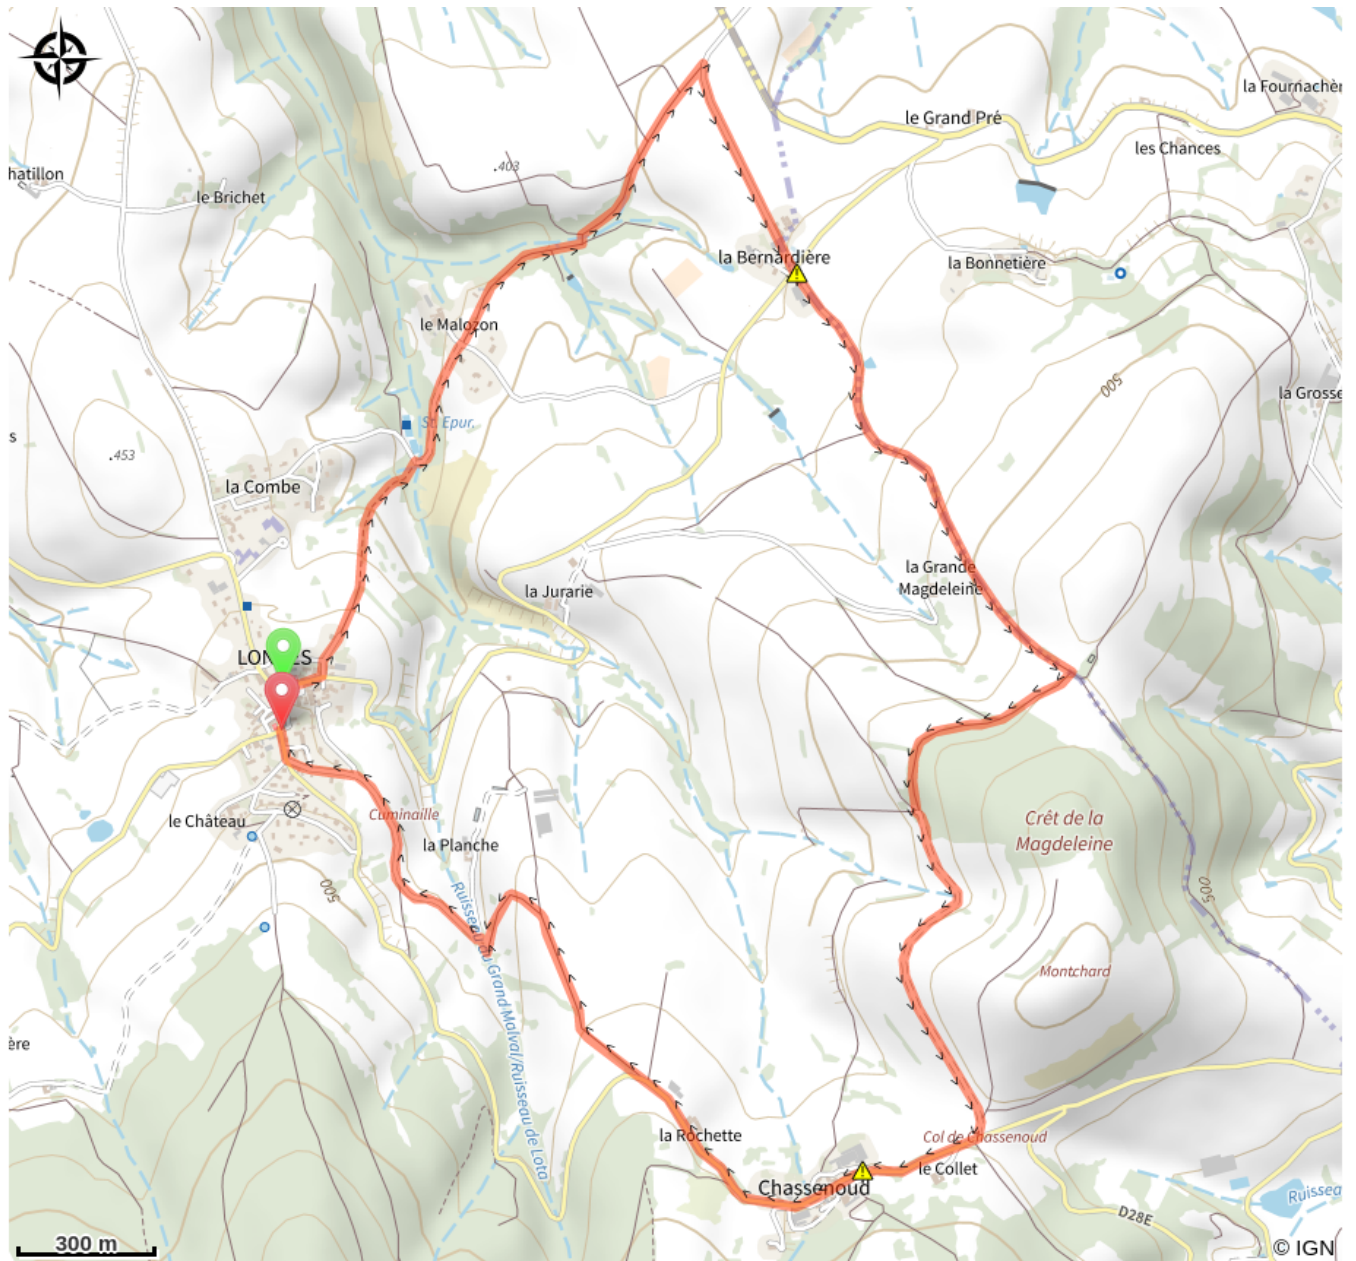 la Fournachèr
le Grand Pré
les Chances
.403
hatillon
le Brichet
la Bernardière
la Bonnetière
le Malozon
500
la Grosse
St. Epur.
s
.453
la Combe
la Grande
Magdeleine
la Jurarie
Cuminaille
le Château
la Planche
Crêt de la
Magdeleine
500
500
Ruisseau du Grand Malval/Ruisseau de Lota
Montchard
ère
la Rochette
Col de Chassenoud
le Collet
Chassenoud
Ruissea
D28E
300 m
© IGN